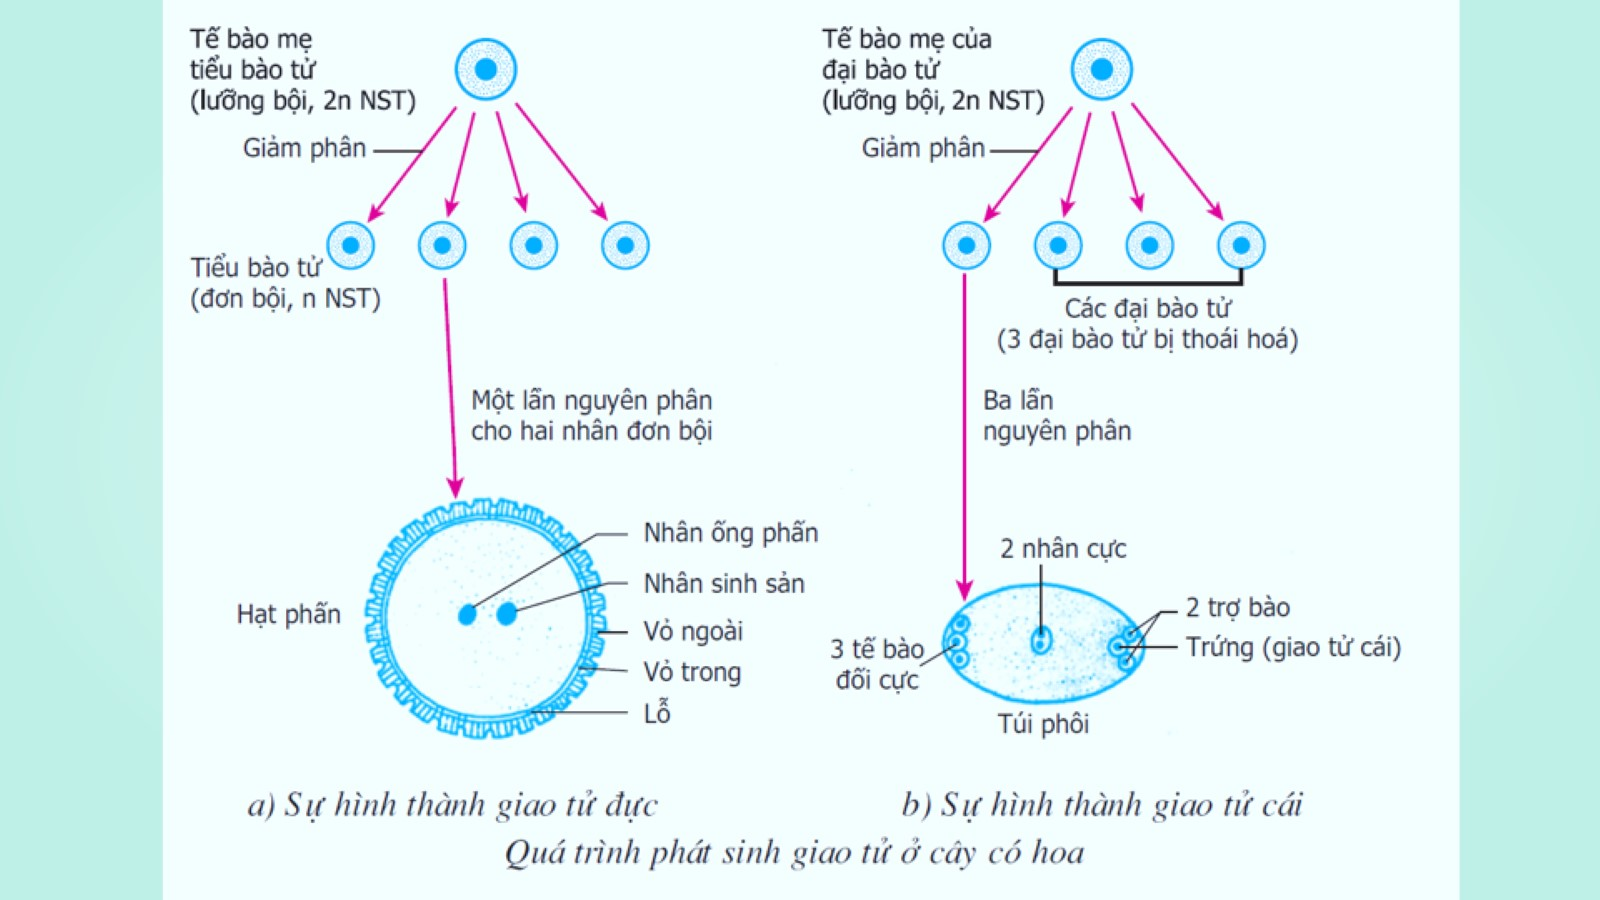 Tế bào mẹ
tiểu bào tử
(lưỡng bội, 2n NST)
Giảm phân
Tiểu bào tử
(đơn bội, n NST)
Một lần nguyên phân
cho hai nhân đơn bội
Hạt phấn
Nhân ống phấn
Nhân sinh sản
Vỏ ngoài
Vỏ trong
Lỗ
a) Sự hình thành giao tử đực
Tế bào mẹ của
đại bào tử
(lưỡng bội, 2n NST)
Giảm phân
Các đại bào tử
(3 đại bào tử bị thoái hoá)
Ba lần
nguyên phân
2 nhân cực
2 trợ bào
Trứng (giao tử cái)
3 tế bào
đối cực
Túi phôi
b) Sự hình thành giao tử cái
Quá trình phát sinh giao tử ở cây có hoa